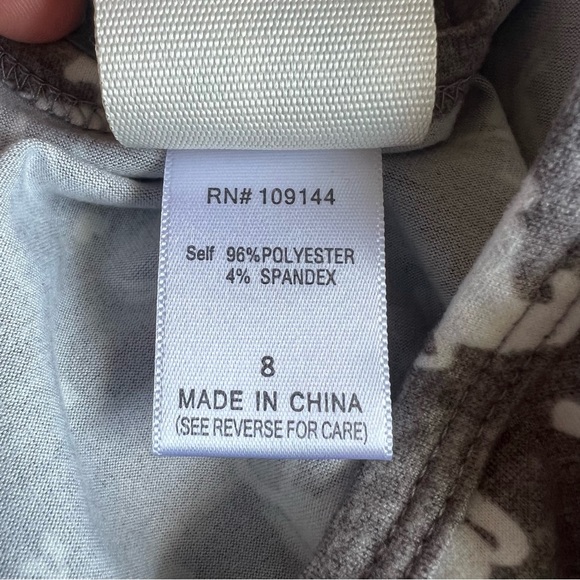 RN# 109144
Self 96%POLYESTER
4% SPANDEX
8
MADE IN CHINA
(SEE REVERSE FOR CARE)